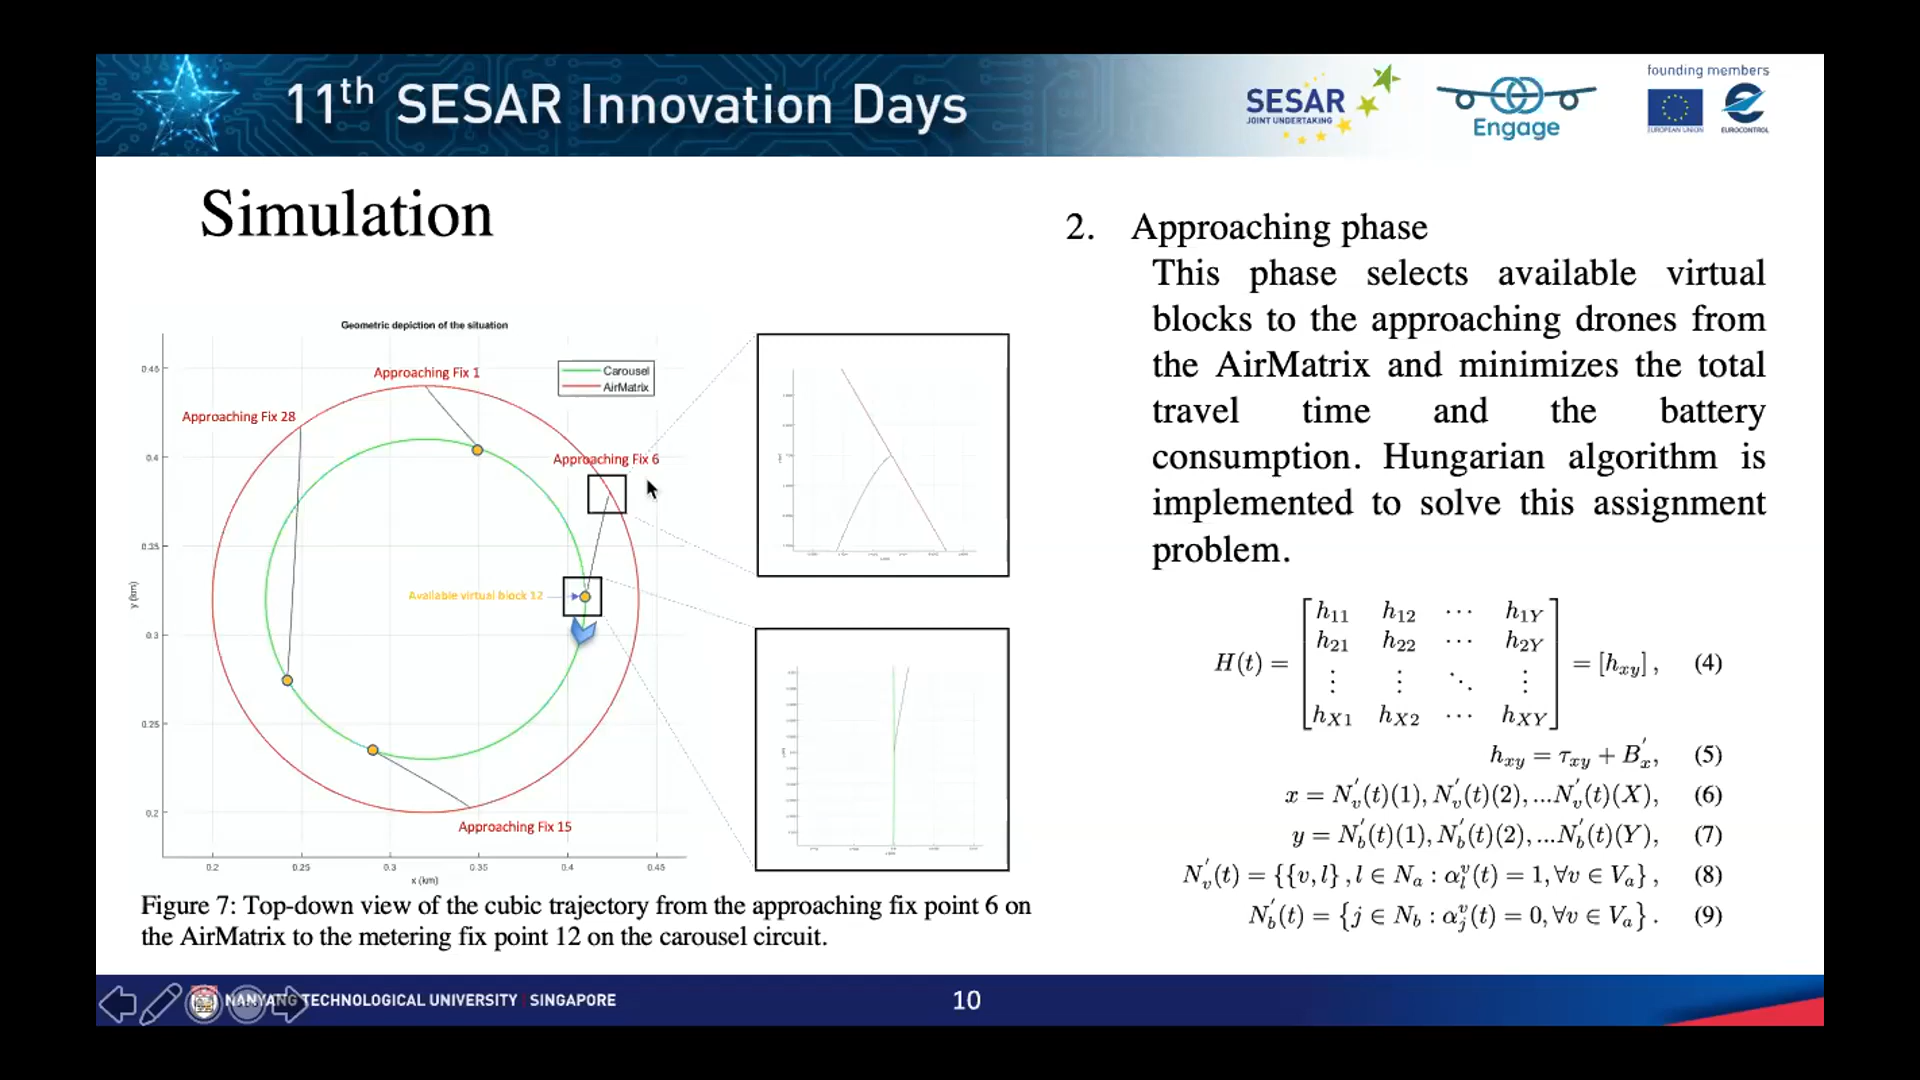 11th SESAR Innovation Days
SESAR
JOINT UNDERTAKING
Engage
founding members
EUROPEAN UNION
EUROCONTROL
Simulation
Geometric depiction of the situation
Carousel
AirMatrix
Approaching Fix 1
Approaching Fix 28
Approaching Fix 6
Available virtual block 12
Approaching Fix 15
0.45
0.4
0.35
0.3
0.25
0.2
y (km)
0.2 0.25 0.3 0.35 0.4 0.45
x (km)
Figure 7: Top-down view of the cubic trajectory from the approaching fix point 6 on
the AirMatrix to the metering fix point 12 on the carousel circuit.
2. Approaching phase
This phase selects available virtual
blocks to the approaching drones from
the AirMatrix and minimizes the total
travel time and the battery
consumption. Hungarian algorithm is
implemented to solve this assignment
problem.
H(t) = [h11 h12 ⋯ h1Y
h21 h22 ⋯ h2Y
⋮ ⋮ ⋱ ⋮
hX1 hX2 ⋯ hXY] = [hxy] , (4)
hxy = τxy + B′x, (5)
x = N′v(t)(1), N′v(t)(2), ...N′v(t)(X), (6)
y = N′b(t)(1), N′b(t)(2), ...N′b(t)(Y), (7)
N′v(t) = {{v, l} , l ∈ Na : αvl(t) = 1, ∀v ∈ Va} , (8)
N′b(t) = {j ∈ Nb : αvj(t) = 0, ∀v ∈ Va} . (9)
NANYANG TECHNOLOGICAL UNIVERSITY | SINGAPORE
10